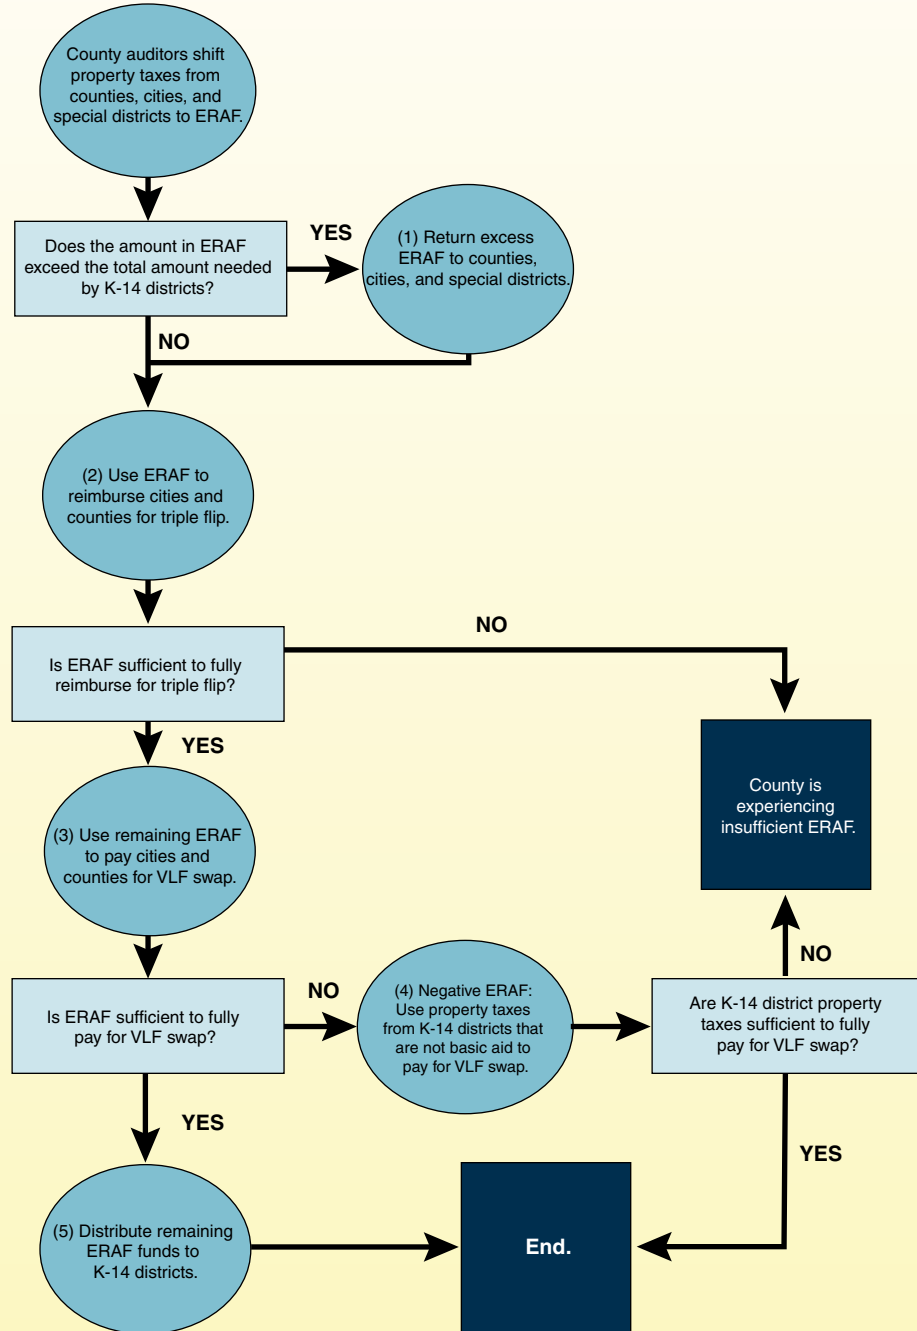 County auditors shift
property taxes from
counties, cities, and
special districts to ERAF.
Does the amount in ERAF
exceed the total amount needed
by K-14 districts?
YES
(1) Return excess
ERAF to counties,
cities, and special districts.
NO
(2) Use ERAF to
reimburse cities and
counties for triple flip.
Is ERAF sufficient to fully
reimburse for triple flip?
NO
YES
County is
experiencing
insufficient ERAF.
(3) Use remaining ERAF
to pay cities and
counties for VLF swap.
Is ERAF sufficient to fully
pay for VLF swap?
NO
(4) Negative ERAF:
Use property taxes
from K-14 districts that
are not basic aid to
pay for VLF swap.
Are K-14 district property
taxes sufficient to fully
pay for VLF swap?
NO
YES
YES
(5) Distribute remaining
ERAF funds to
K-14 districts.
End.